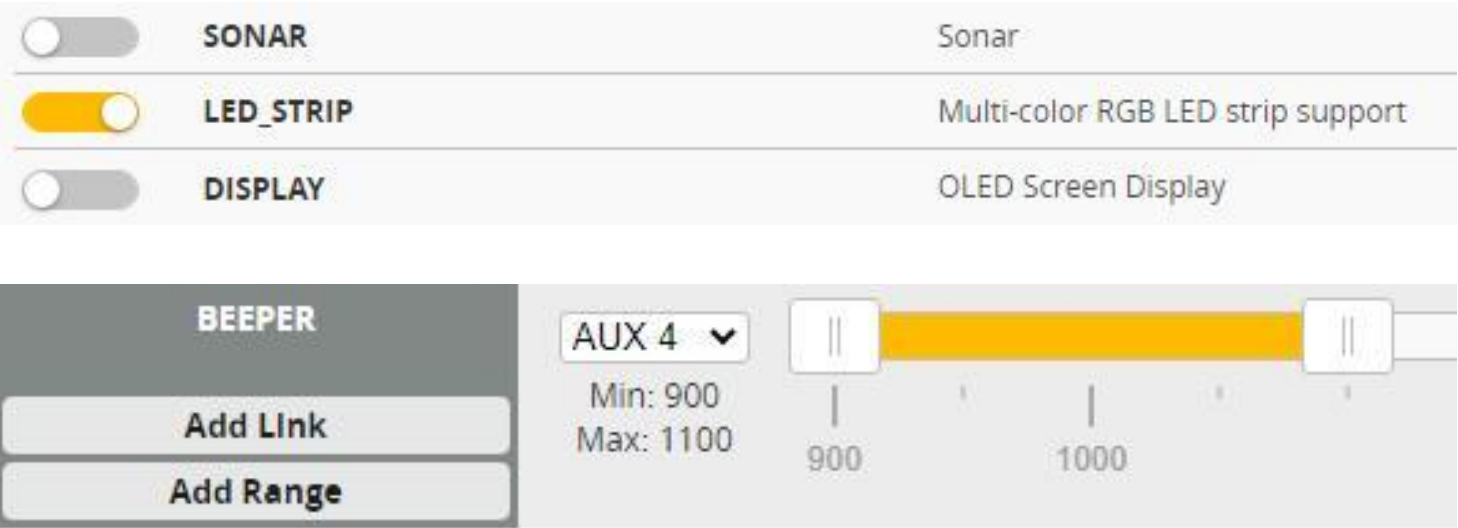 SONAR Sonar
LED_STRIP Multi-color RGB LED strip support
DISPLAY OLED Screen Display
BEEPER
AUX 4
Min: 900
Max: 1100
Add LInk
Add Range
900 1000